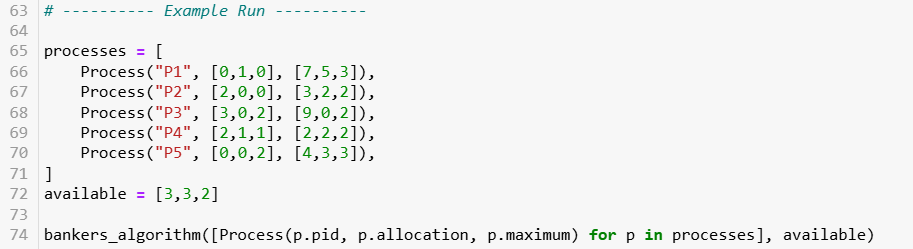 63 # ---------- Example Run ----------
64
65 processes = [
66     Process("P1", [0,1,0], [7,5,3]),
67     Process("P2", [2,0,0], [3,2,2]),
68     Process("P3", [3,0,2], [9,0,2]),
69     Process("P4", [2,1,1], [2,2,2]),
70     Process("P5", [0,0,2], [4,3,3]),
71 ]
72 available = [3,3,2]
73
74 bankers_algorithm([Process(p.pid, p.allocation, p.maximum) for p in processes], available)